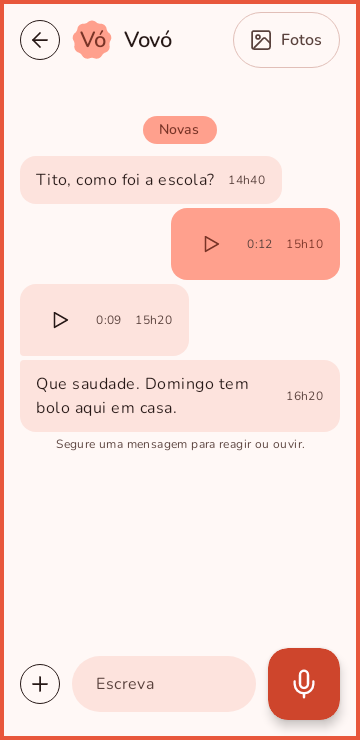 Vó Vovó Fotos
Novas
Tito, como foi a escola? 14h40
0:12 15h10
0:09 15h20
Que saudade. Domingo tem
bolo aqui em casa. 16h20
Segure uma mensagem para reagir ou ouvir.
Escreva